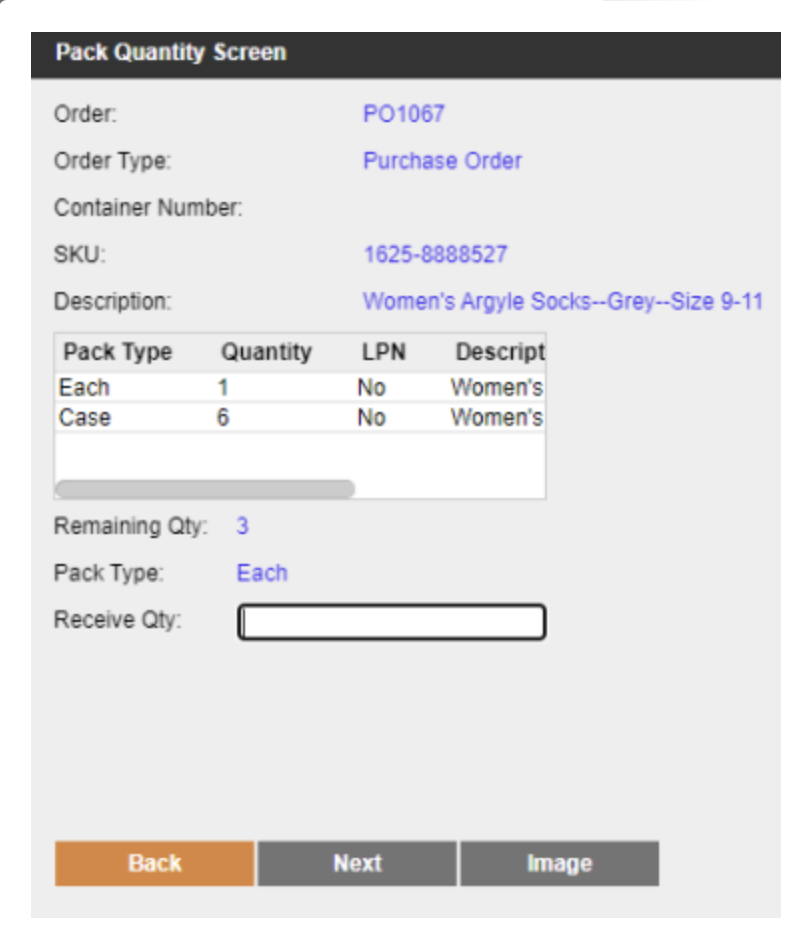 Pack Quantity Screen
Order: PO1067
Order Type: Purchase Order
Container Number:
SKU: 1625-8888527
Description: Women's Argyle Socks--Grey--Size 9-11
Pack Type Quantity LPN Descript
Each 1 No Women's
Case 6 No Women's
Remaining Qty: 3
Pack Type: Each
Receive Qty:
Back Next Image